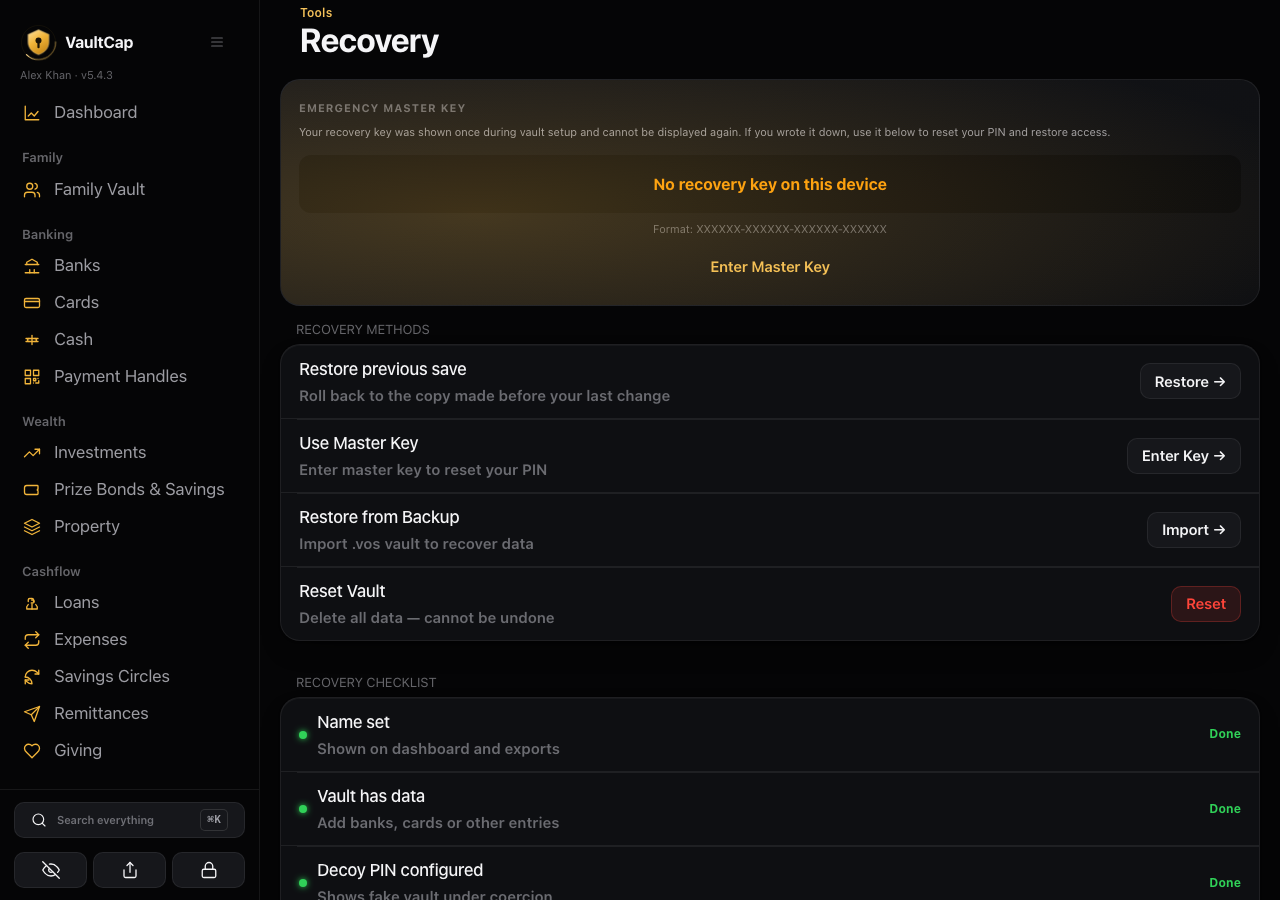 VaultCap
Alex Khan · v5.4.3
Dashboard
Family
Family Vault
Banking
Banks
Cards
Cash
Payment Handles
Wealth
Investments
Prize Bonds & Savings
Property
Cashflow
Loans
Expenses
Savings Circles
Remittances
Giving
Search everything ⌘K
Tools
Recovery
EMERGENCY MASTER KEY
Your recovery key was shown once during vault setup and cannot be displayed again. If you wrote it down, use it below to reset your PIN and restore access.
No recovery key on this device
Format: XXXXXX-XXXXXX-XXXXXX-XXXXXX
Enter Master Key
RECOVERY METHODS
Restore previous save
Roll back to the copy made before your last change
Restore →
Use Master Key
Enter master key to reset your PIN
Enter Key →
Restore from Backup
Import .vos vault to recover data
Import →
Reset Vault
Delete all data — cannot be undone
Reset
RECOVERY CHECKLIST
Name set
Shown on dashboard and exports
Done
Vault has data
Add banks, cards or other entries
Done
Decoy PIN configured
Shows fake vault under coercion
Done